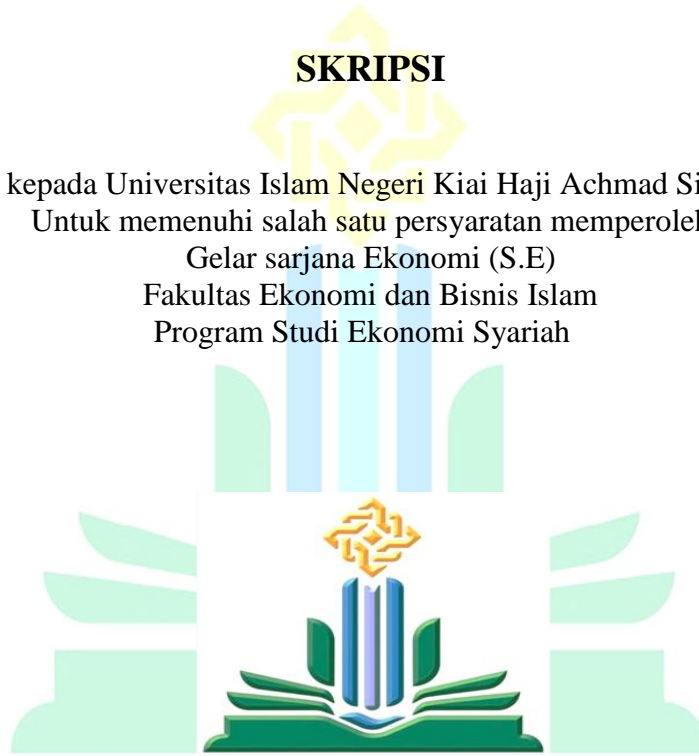 SKRIPSI
kepada Universitas Islam Negeri Kiai Haji Achmad
Untuk memenuhi salah satu persyaratan
Gelar sarjana Ekonomi (S.E)
Fakultas Ekonomi dan Bisnis Islam
Program Studi Ekonomi Syariah